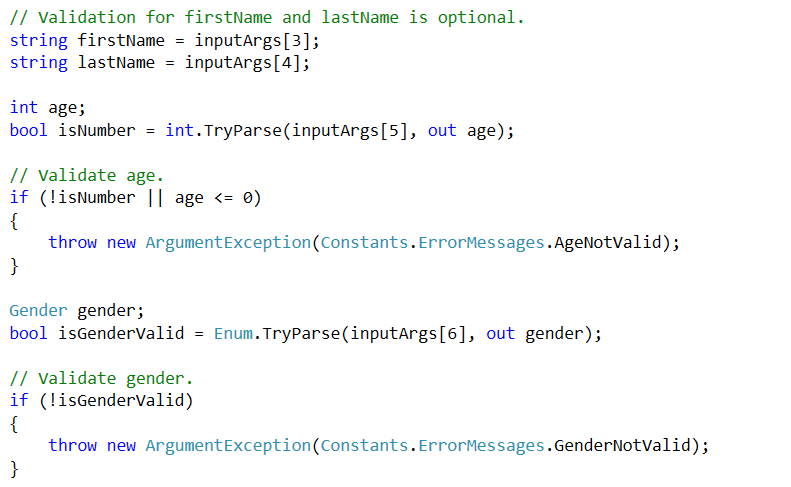 // Validation for firstName and lastName is optional.
string firstName = inputArgs[3];
string lastName = inputArgs[4];

int age;
bool isNumber = int.TryParse(inputArgs[5], out age);

// Validate age.
if (!isNumber || age <= 0)
{
    throw new ArgumentException(Constants.ErrorMessages.AgeNotValid);
}

Gender gender;
bool isGenderValid = Enum.TryParse(inputArgs[6], out gender);

// Validate gender.
if (!isGenderValid)
{
    throw new ArgumentException(Constants.ErrorMessages.GenderNotValid);
}